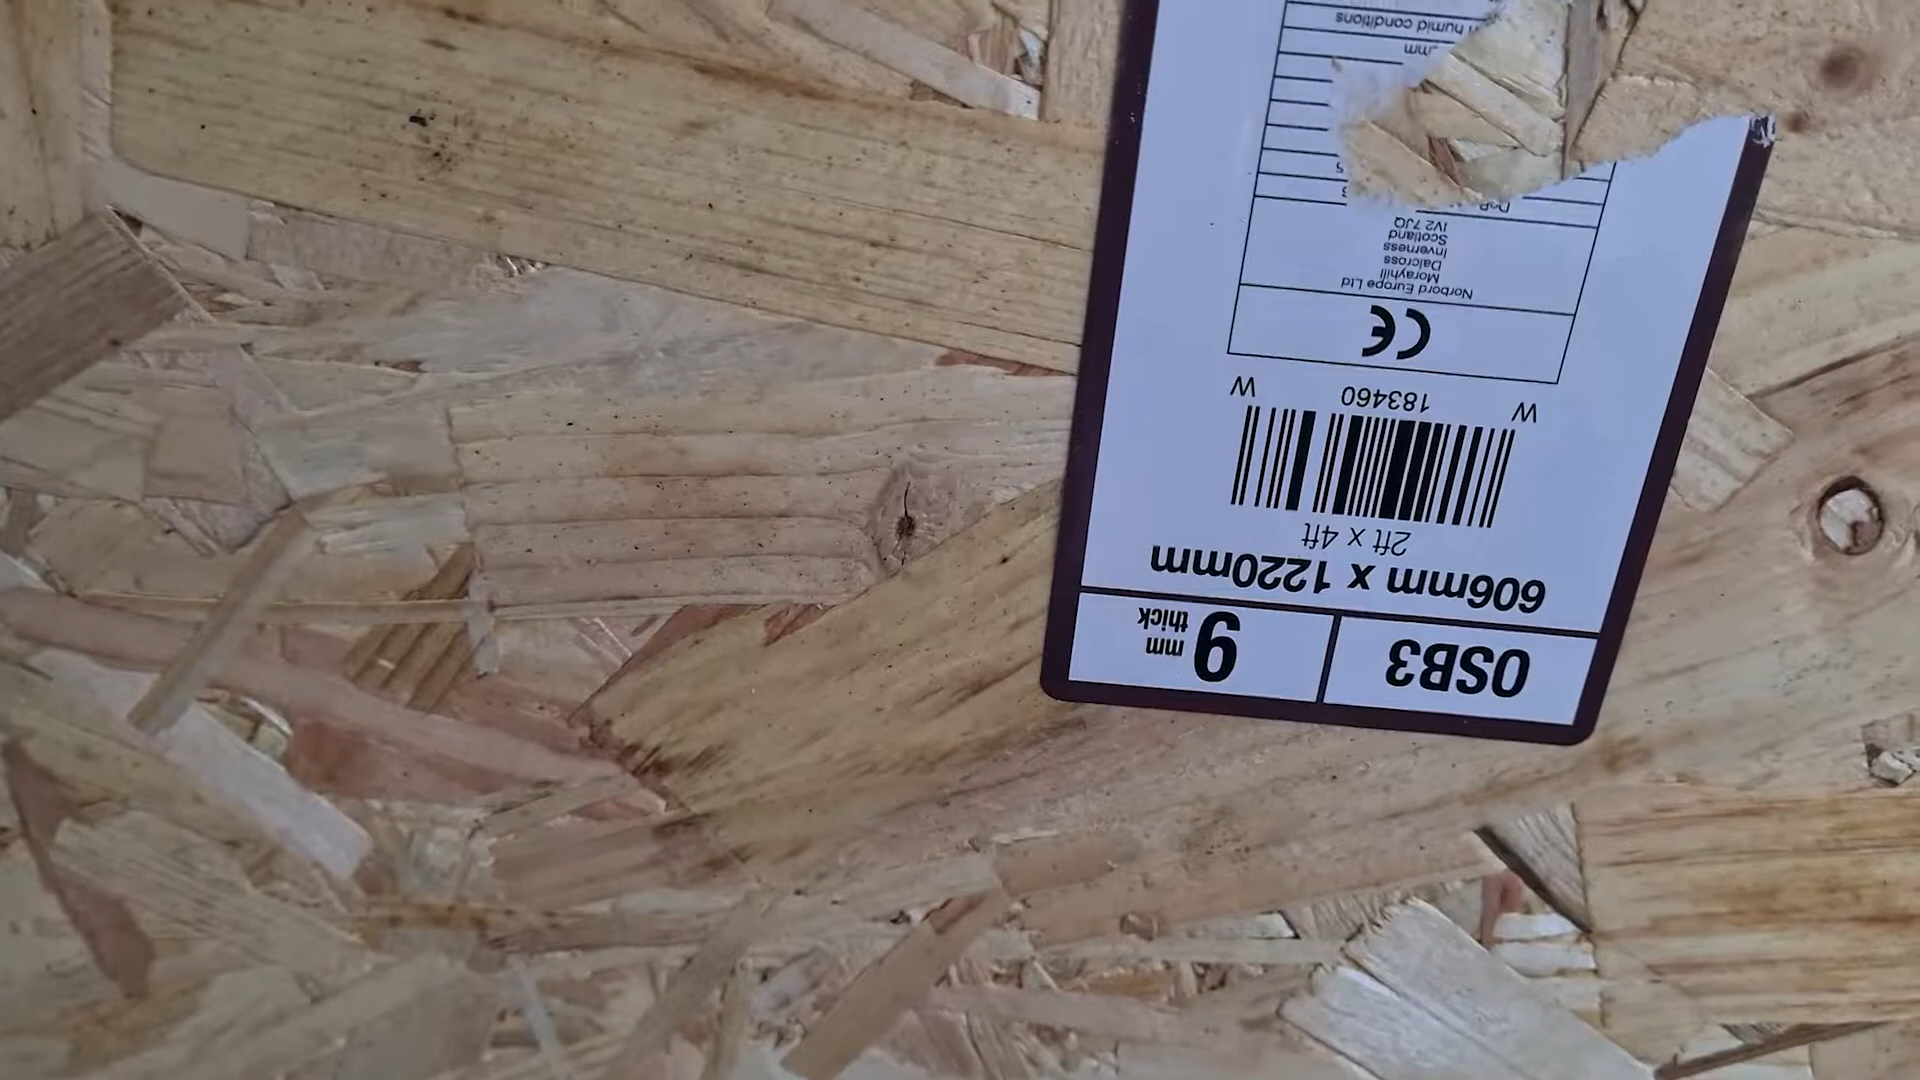 OSB3
9 mm thick
606mm x 1220mm
2ft x 4ft
W 183460 W
CE
Norbord Europe Ltd
Morayhill
Dalcross
Inverness
Scotland
IV2 7JQ
humid conditions